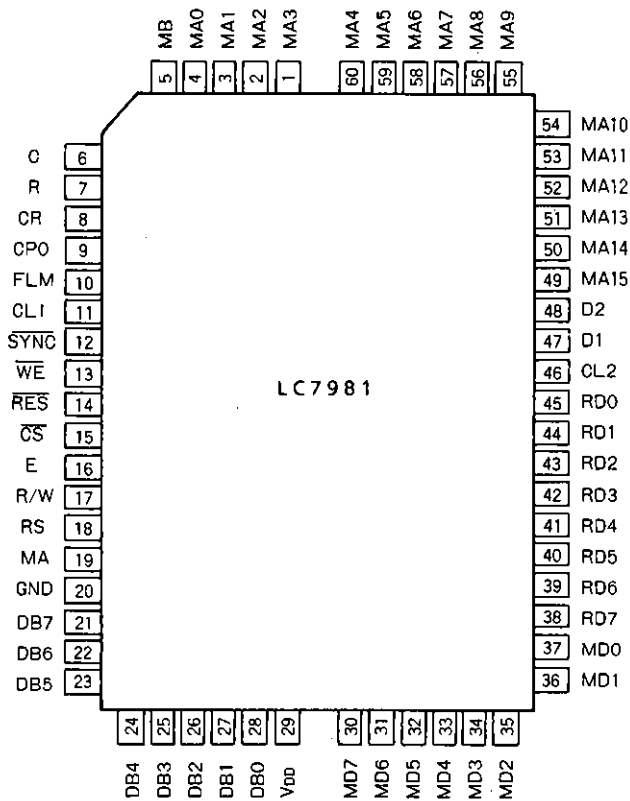 MB MA0 MA1 MA2 MA3 MA4 MA5 MA6 MA7 MA8 MA9
5 4 3 2 1 60 59 58 57 56 55
54 MA10
C 6 53 MA11
R 7 52 MA12
CR 8 51 MA13
CPO 9 50 MA14
FLM 10 49 MA15
CL1 11 48 D2
SYNC 12 47 D1
WE 13 46 CL2
LC7981
RES 14 45 RD0
CS 15 44 RD1
E 16 43 RD2
R/W 17 42 RD3
RS 18 41 RD4
MA 19 40 RD5
GND 20 39 RD6
DB7 21 38 RD7
DB6 22 37 MD0
DB5 23 36 MD1
24 25 26 27 28 29 30 31 32 33 34 35
DB4 DB3 DB2 DB1 DB0 VDD MD7 MD6 MD5 MD4 MD3 MD2